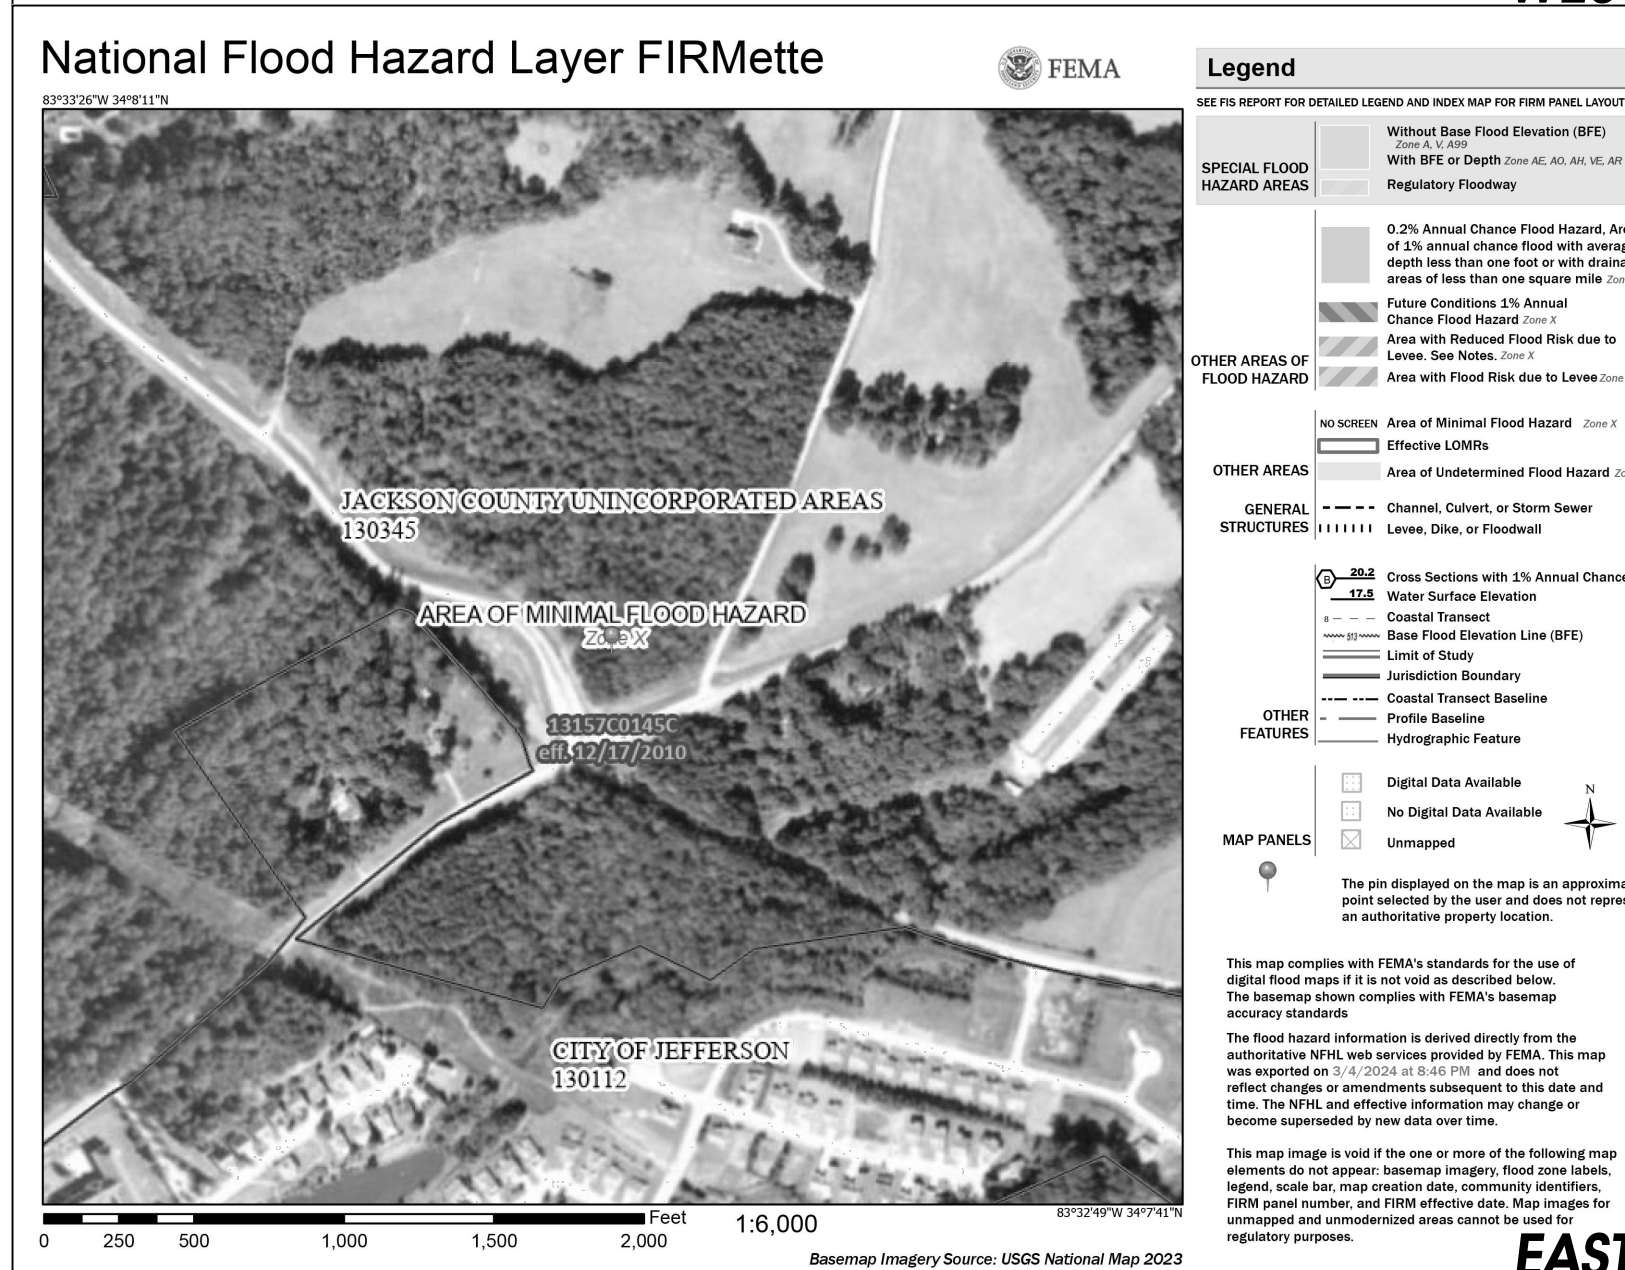 National Flood Hazard Layer FIRMette
FEMA
83°33'26"W 34°8'11"N
JACKSON COUNTY UNINCORPORATED AREAS
130345
AREA OF MINIMAL FLOOD HAZARD
Zone X
13157C0145C
eff. 12/17/2010
CITY OF JEFFERSON
130112
83°32'49"W 34°7'41"N
Feet
0 250 500 1,000 1,500 2,000
1:6,000
Basemap Imagery Source: USGS National Map 2023
Legend
SEE FIS REPORT FOR DETAILED LEGEND AND INDEX MAP FOR FIRM PANEL LAYOUT
SPECIAL FLOOD
HAZARD AREAS
Without Base Flood Elevation (BFE)
Zone A, V, A99
With BFE or Depth Zone AE, AO, AH, VE, AR
Regulatory Floodway
OTHER AREAS OF
FLOOD HAZARD
0.2% Annual Chance Flood Hazard,
of 1% annual chance flood with
depth less than one foot or with
areas of less than one square mile
Future Conditions 1% Annual
Chance Flood Hazard Zone X
Area with Reduced Flood Risk due to
Levee. See Notes. Zone X
Area with Flood Risk due to Levee Zone
OTHER AREAS
NO SCREEN Area of Minimal Flood Hazard Zone X
Effective LOMRs
Area of Undetermined Flood Hazard
GENERAL
STRUCTURES
Channel, Culvert, or Storm Sewer
Levee, Dike, or Floodwall
OTHER
FEATURES
B 20.2 Cross Sections with 1% Annual Chance
17.5 Water Surface Elevation
8 Coastal Transect
513 Base Flood Elevation Line (BFE)
Limit of Study
Jurisdiction Boundary
Coastal Transect Baseline
Profile Baseline
Hydrographic Feature
MAP PANELS
Digital Data Available
No Digital Data Available
Unmapped
N
The pin displayed on the map is an
point selected by the user and does not
an authoritative property location.
This map complies with FEMA's standards for the use of
digital flood maps if it is not void as described below.
The basemap shown complies with FEMA's basemap
accuracy standards
The flood hazard information is derived directly from the
authoritative NFHL web services provided by FEMA. This map
was exported on 3/4/2024 at 8:46 PM and does not
reflect changes or amendments subsequent to this date and
time. The NFHL and effective information may change or
become superseded by new data over time.
This map image is void if the one or more of the following map
elements do not appear: basemap imagery, flood zone labels,
legend, scale bar, map creation date, community identifiers,
FIRM panel number, and FIRM effective date. Map images for
unmapped and unmodernized areas cannot be used for
regulatory purposes.
EAST